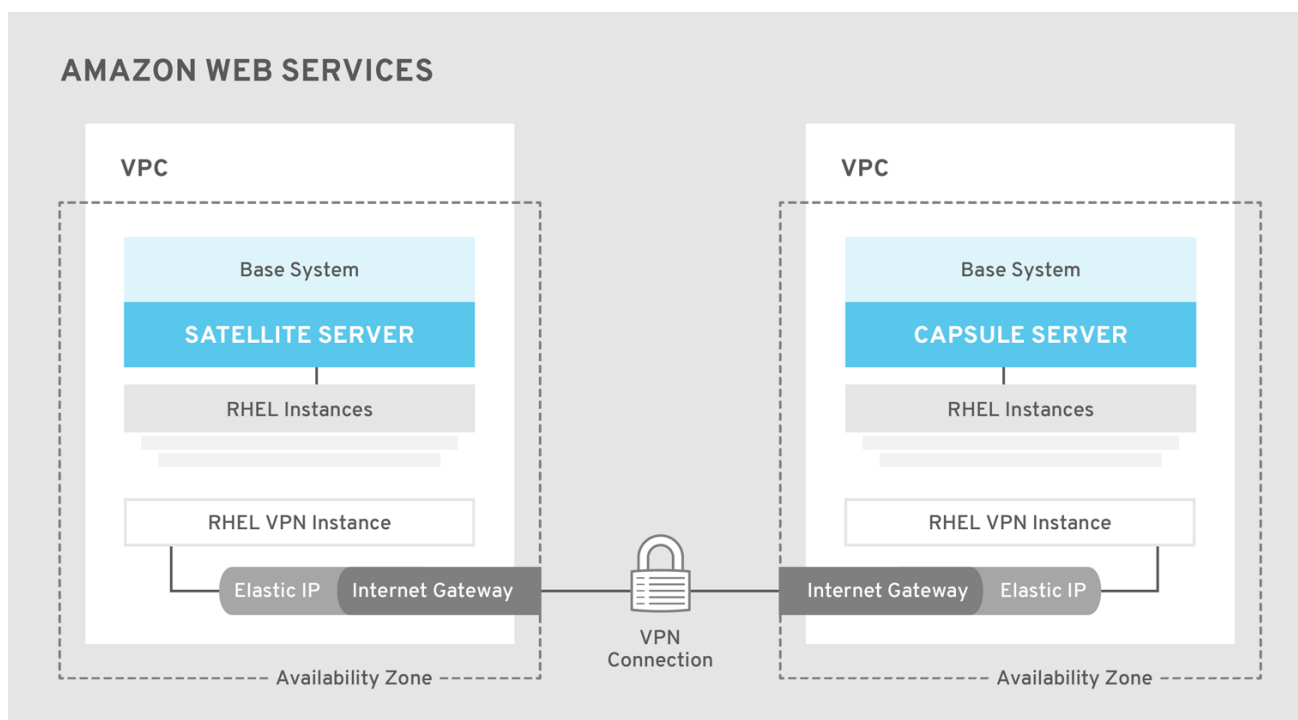 AMAZON WEB SERVICES
VPC
Base System
SATELLITE SERVER
RHEL Instances
RHEL VPN Instance
Elastic IP
Internet Gateway
Availability Zone
VPN
Connection
VPC
Base System
CAPSULE SERVER
RHEL Instances
RHEL VPN Instance
Internet Gateway
Elastic IP
Availability Zone